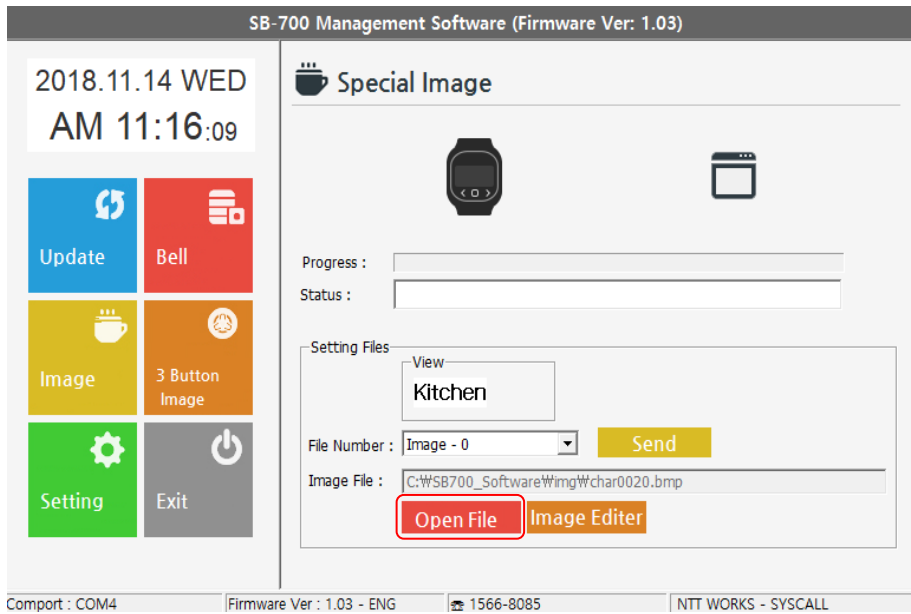 SB-700 Management Software (Firmware Ver: 1.03)
2018.11.14 WED
AM 11:16:09
Update
Bell
Image
3 Button
Image
Setting
Exit
Special Image
Progress :
Status :
Setting Files
View
Kitchen
File Number : Image - 0
Send
Image File : C:₩SB700_Software₩img₩char0020.bmp
Open File
Image Editer
Comport : COM4
Firmware Ver : 1.03 - ENG
☎ 1566-8085
NTT WORKS - SYSCALL